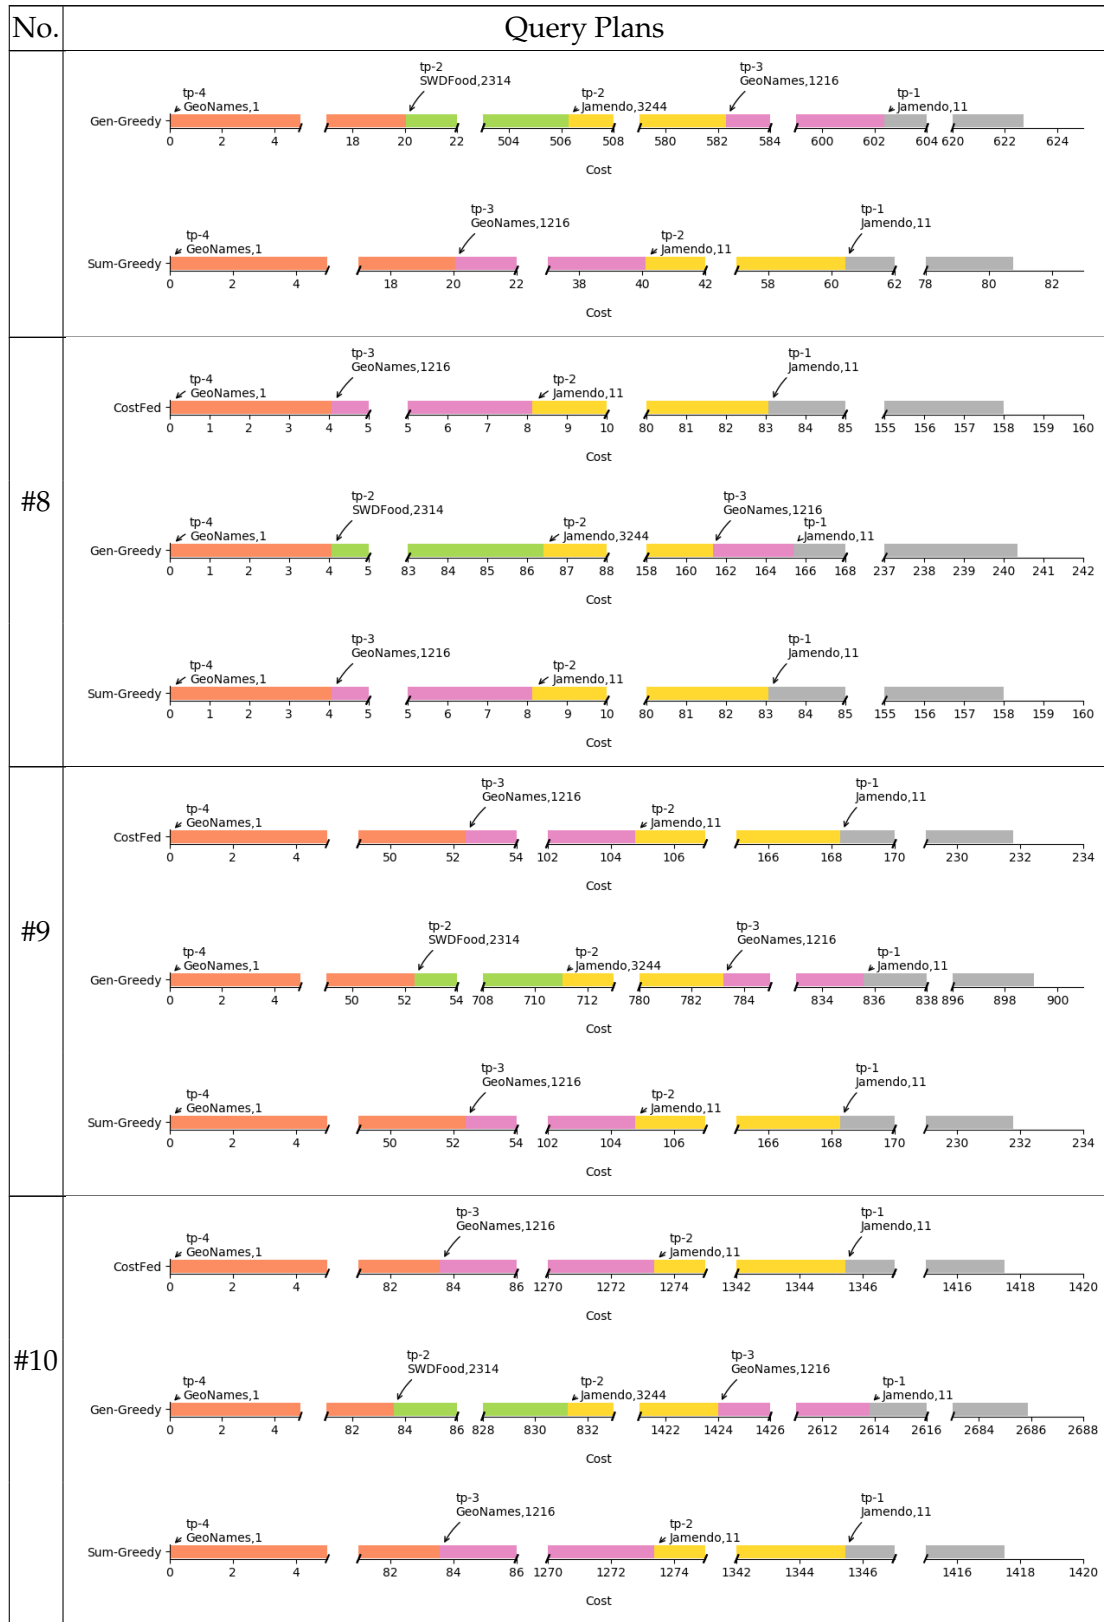 No. Query Plans
tp-2
tp-3
tp-4 SWDFood,2314 tp-2 GeoNames,1216 tp-1
GeoNames,1 Jamendo,3244 Jamendo,11
Gen-Greedy
0 2 4 18 20 22 504 506 508 580 582 584 600 602 604 620 622 624
Cost
tp-3 tp-1
tp-4 GeoNames,1216 tp-2 Jamendo,11
GeoNames,1 Jamendo,11
Sum-Greedy
0 2 4 18 20 22 38 40 42 58 60 62 78 80 82
Cost
#8
tp-3 tp-1
tp-4 GeoNames,1216 tp-2 Jamendo,11
GeoNames,1 Jamendo,11
CostFed
0 1 2 3 4 5 5 6 7 8 9 10 80 81 82 83 84 85 155 156 157 158 159 160
Cost
tp-2 tp-3
tp-4 SWDFood,2314 tp-2 GeoNames,1216 tp-1
GeoNames,1 Jamendo,3244 Jamendo,11
Gen-Greedy
0 1 2 3 4 5 83 84 85 86 87 88 158 160 162 164 166 168 237 238 239 240 241 242
Cost
tp-3 tp-1
tp-4 GeoNames,1216 tp-2 Jamendo,11
GeoNames,1 Jamendo,11
Sum-Greedy
0 1 2 3 4 5 5 6 7 8 9 10 80 81 82 83 84 85 155 156 157 158 159 160
Cost
#9
tp-3 tp-1
tp-4 GeoNames,1216 tp-2 Jamendo,11
GeoNames,1 Jamendo,11
CostFed
0 2 4 50 52 54 102 104 106 166 168 170 230 232 234
Cost
tp-2 tp-3
tp-4 SWDFood,2314 tp-2 GeoNames,1216 tp-1
GeoNames,1 Jamendo,3244 Jamendo,11
Gen-Greedy
0 2 4 50 52 54 708 710 712 780 782 784 834 836 838 896 898 900
Cost
tp-3 tp-1
tp-4 GeoNames,1216 tp-2 Jamendo,11
GeoNames,1 Jamendo,11
Sum-Greedy
0 2 4 50 52 54 102 104 106 166 168 170 230 232 234
Cost
#10
tp-3 tp-1
tp-4 GeoNames,1216 tp-2 Jamendo,11
GeoNames,1 Jamendo,11
CostFed
0 2 4 82 84 86 1270 1272 1274 1342 1344 1346 1416 1418 1420
Cost
tp-2 tp-3
tp-4 SWDFood,2314 tp-2 GeoNames,1216 tp-1
GeoNames,1 Jamendo,3244 Jamendo,11
Gen-Greedy
0 2 4 82 84 86 828 830 832 1422 1424 1426 2612 2614 2616 2684 2686 2688
Cost
tp-3 tp-1
tp-4 GeoNames,1216 tp-2 Jamendo,11
GeoNames,1 Jamendo,11
Sum-Greedy
0 2 4 82 84 86 1270 1272 1274 1342 1344 1346 1416 1418 1420
Cost